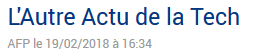 L'Autre Actu de la Tech
AFP le 19/02/2018 à 16:34